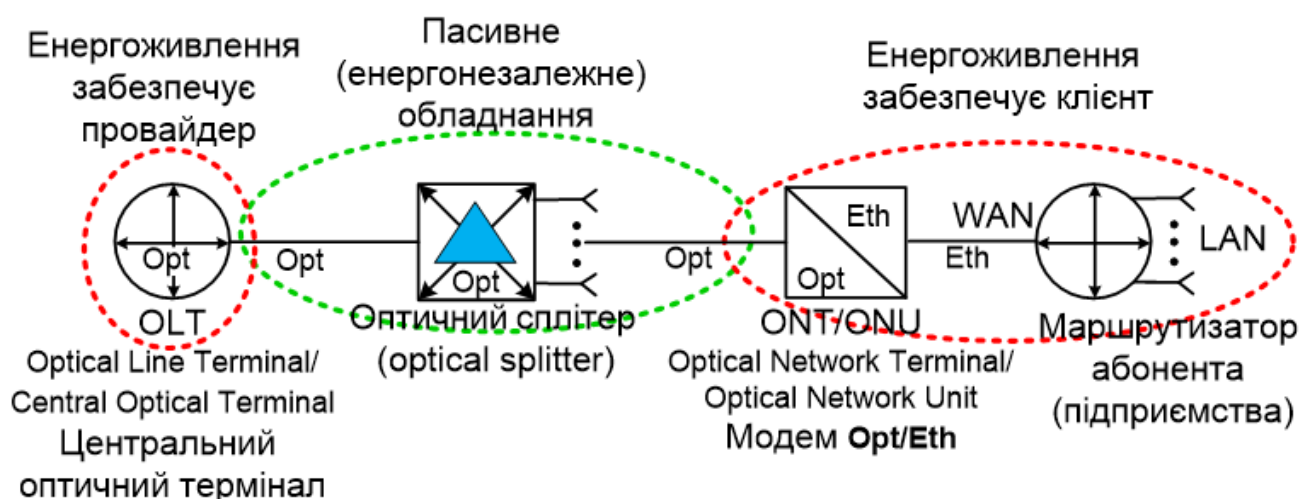 Енергоживлення
забезпечує
провайдер
Пасивне
(енергонезалежне)
обладнання
Енергоживлення
забезпечує клієнт
Opt
OLT
Optical Line Terminal/
Central Optical Terminal
Центральний
оптичний термінал
Opt
Opt
Оптичний сплітер
(optical splitter)
Opt
Eth
Opt
ONT/ONU
Optical Network Terminal/
Optical Network Unit
Модем Opt/Eth
WAN
Eth
LAN
Маршрутизатор
абонента
(підприємства)